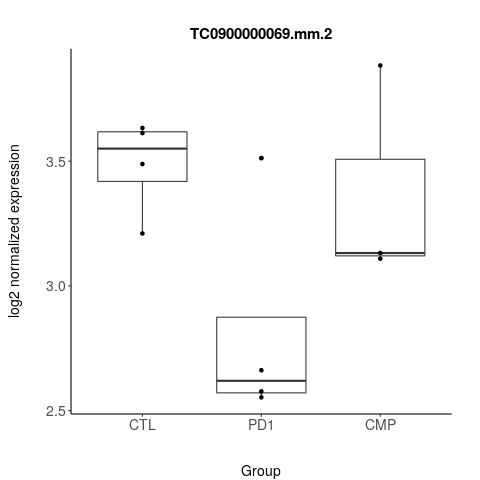 TC0900000069.mm.2
log2 normalized expression
3.5
3.0
2.5
CTL
PD1
CMP
Group